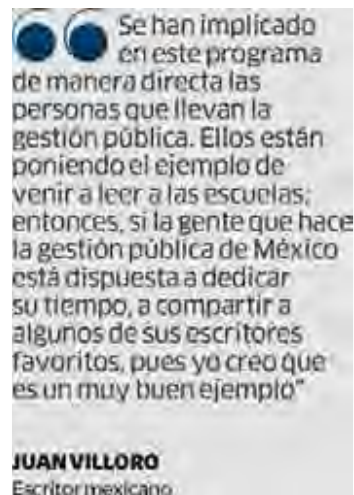 Se han implicado
en este programa
de manera directa las
personas que llevan la
gestión pública. Ellos están
poniendo el ejemplo de
venir a leer a las escuelas;
entonces, si la gente que hace
la gestión pública de México
está dispuesta a dedicar
su tiempo, a compartir a
algunos de sus escritores
favoritos, pues yo creo que
es un muy buen ejemplo"
JUAN VILLORO
Escritor mexicano